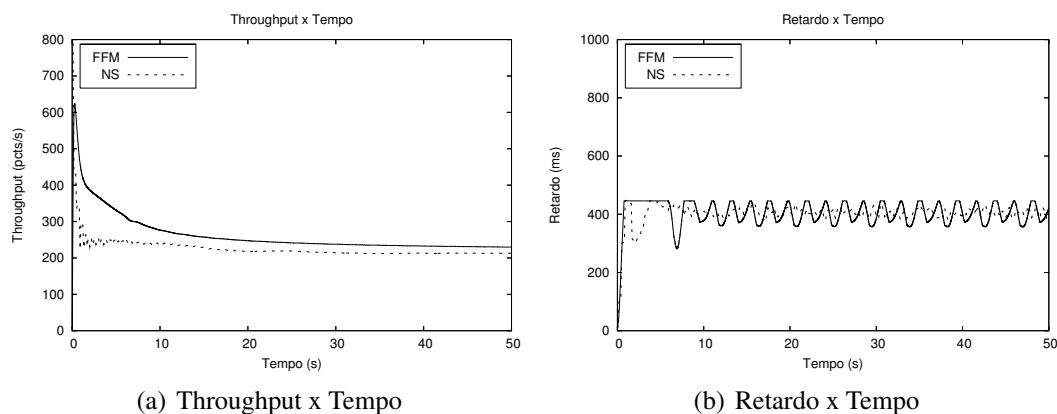 Throughput x Tempo
800
700
600
500
400
300
200
100
0
Throughput (pcts/s)
FFM
NS
0 10 20 30 40 50
Tempo (s)
(a) Throughput x Tempo
Retardo x Tempo
1000
800
600
400
200
0
Retardo (ms)
FFM
NS
0 10 20 30 40 50
Tempo (s)
(b) Retardo x Tempo